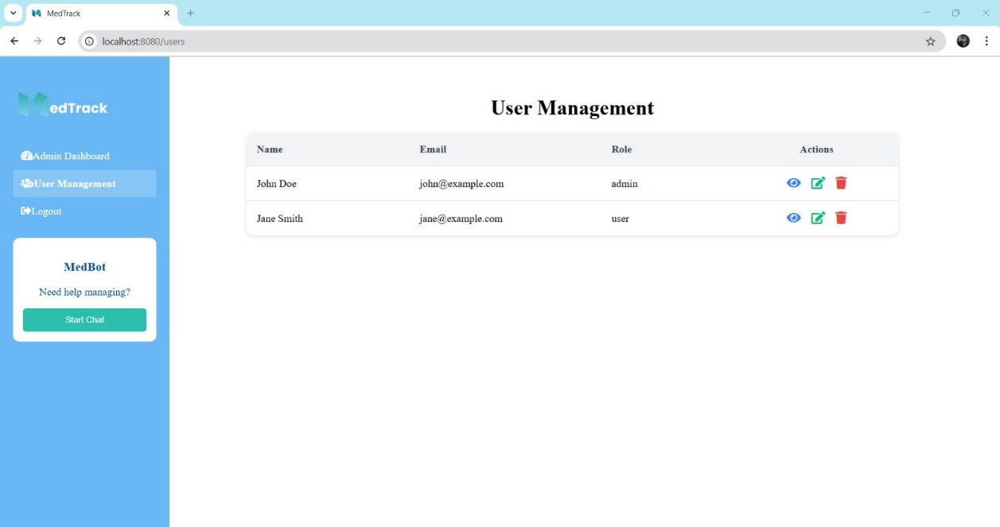 MedTrack
localhost:8080/users
MedTrack
Admin Dashboard
User Management
Logout
MedBot
Need help managing?
Start Chat
User Management
Name Email Role Actions
John Doe john@example.com admin
Jane Smith jane@example.com user